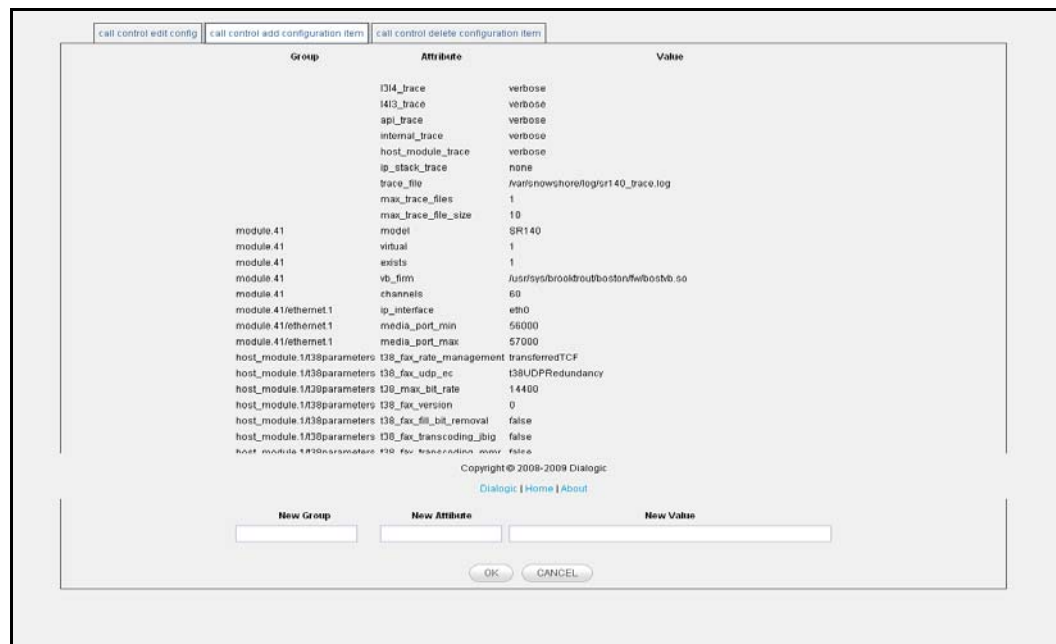 call control edit config call control add configuration item call control delete configuration item
Group Attribute Value
l3l4_trace verbose
l4l3_trace verbose
api_trace verbose
internal_trace verbose
host_module_trace verbose
ip_stack_trace none
trace_file /var/snowshore/log/sr140_trace.log
max_trace_files 1
max_trace_file_size 10
module.41 model SR140
module.41 virtual 1
module.41 exists 1
module.41 vb_firm /usr/sys/brooktrout/boston/fw/bostvb.so
module.41 channels 60
module.41/ethernet.1 ip_interface eth0
module.41/ethernet.1 media_port_min 56000
module.41/ethernet.1 media_port_max 57000
host_module.1/t38parameters t38_fax_rate_management transferredTCF
host_module.1/t38parameters t38_fax_udp_ec t38UDPRedundancy
host_module.1/t38parameters t38_max_bit_rate 14400
host_module.1/t38parameters t38_fax_version 0
host_module.1/t38parameters t38_fax_fill_bit_removal false
host_module.1/t38parameters t38_fax_transcoding_jbig false
host_module.1/t38parameters t38_fax_transcoding_mmr false
Copyright © 2008-2009 Dialogic
Dialogic | Home | About
New Group New Attibute New Value
OK CANCEL